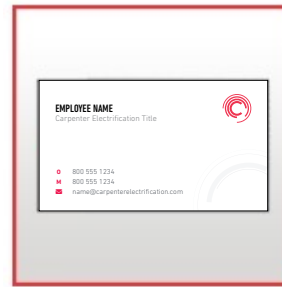 EMPLOYEE NAME
Carpenter Electrification Title
O 800 555 1234
M 800 555 1234
name@carpenterelectrification.com